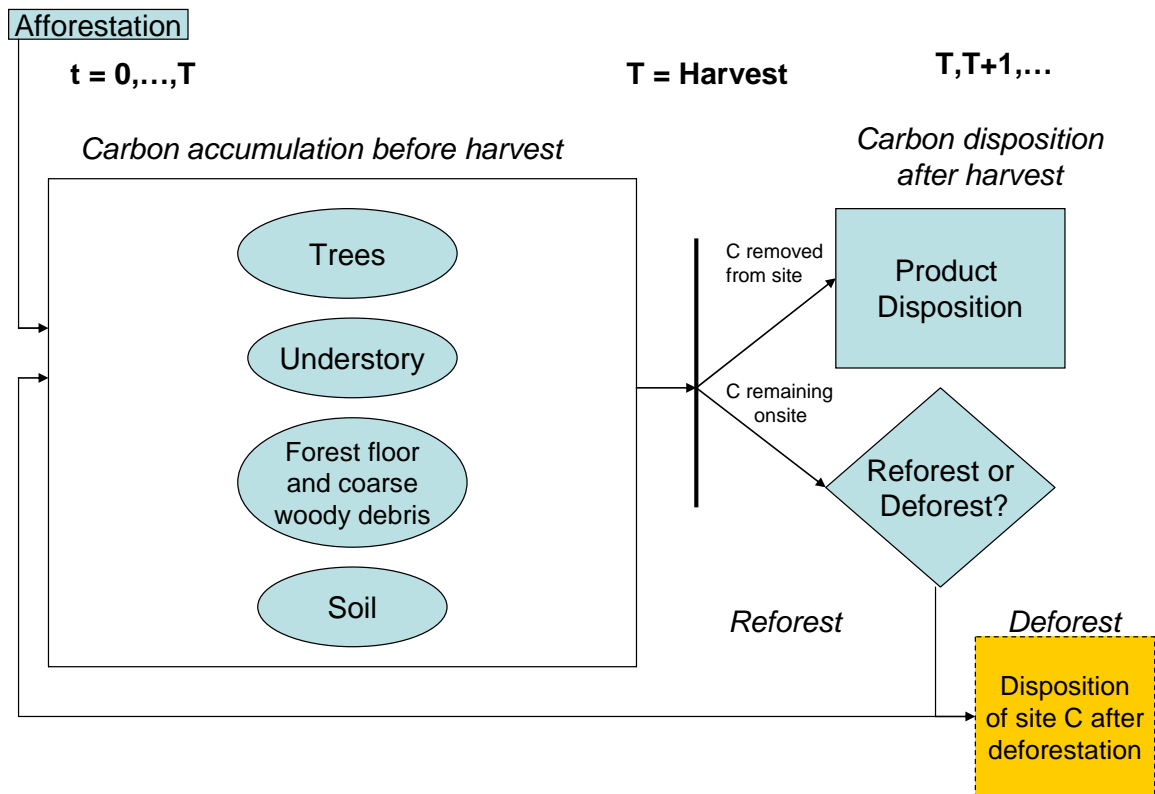 Afforestation
t = 0,…,T
T = Harvest
T,T+1,…
Carbon accumulation before harvest
Carbon disposition
after harvest
Trees
Understory
Forest floor
and coarse
woody debris
Soil
C removed
from site
C remaining
onsite
Product
Disposition
Reforest or
Deforest?
Reforest
Deforest
Disposition
of site C after
deforestation